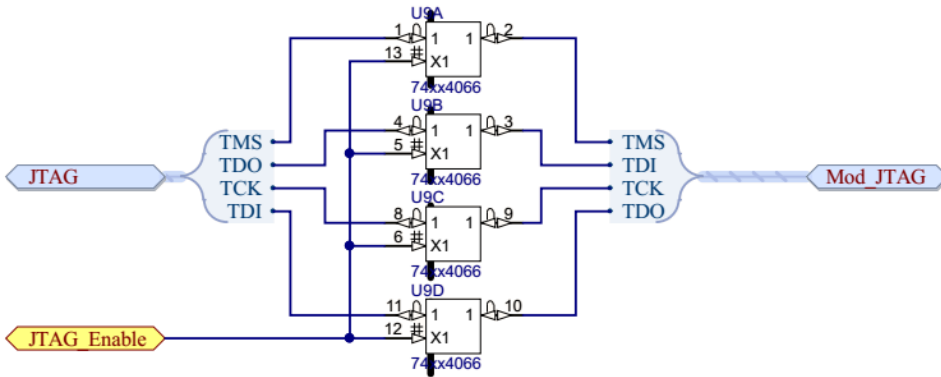 U9A
1 1 1 2
13 # X1
74xx4066
U9B
4 1 1 3
5 # X1
74xx4066
U9C
8 1 1 9
6 # X1
74xx4066
U9D
11 1 1 10
12 # X1
74xx4066
JTAG
TMS
TDO
TCK
TDI
TMS
TDI
TCK
TDO
Mod_JTAG
JTAG_Enable